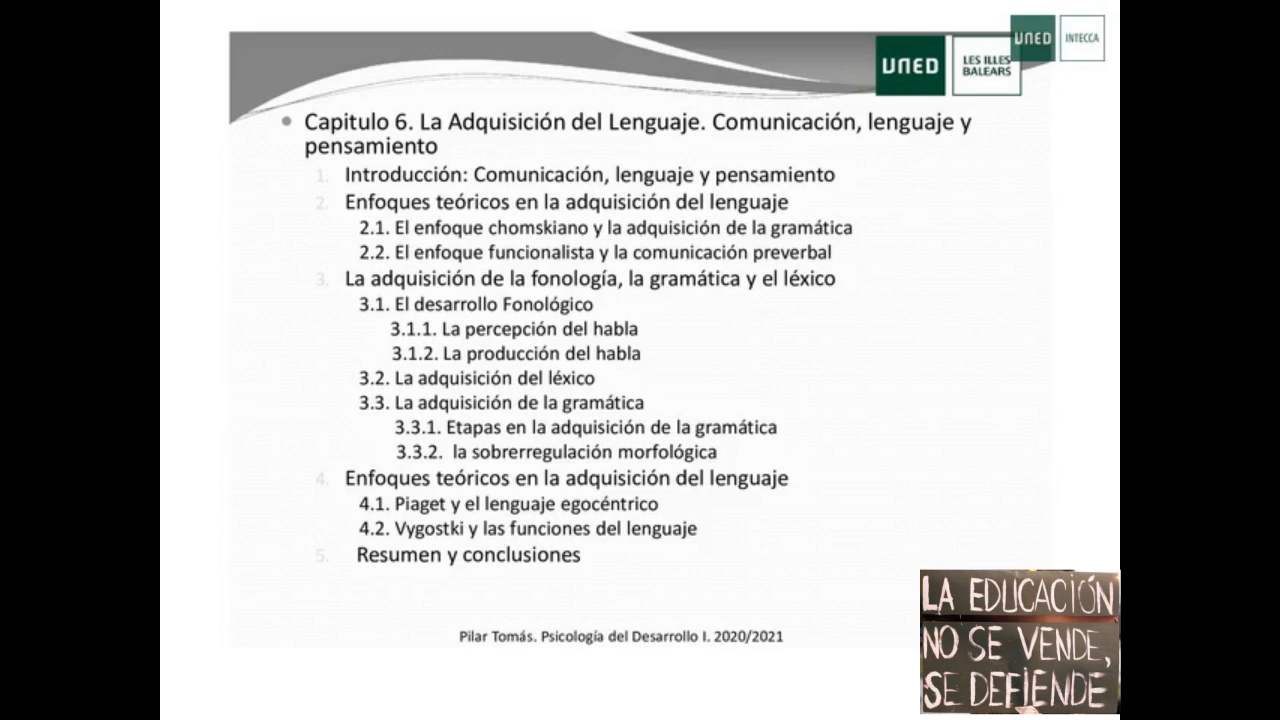 UNED
INTECCA
UNED
LES ILLES
BALEARS
• Capitulo 6. La Adquisición del Lenguaje. Comunicación, lenguaje y
pensamiento
1. Introducción: Comunicación, lenguaje y pensamiento
2. Enfoques teóricos en la adquisición del lenguaje
2.1. El enfoque chomskiano y la adquisición de la gramática
2.2. El enfoque funcionalista y la comunicación preverbal
3. La adquisición de la fonología, la gramática y el léxico
3.1. El desarrollo Fonológico
3.1.1. La percepción del habla
3.1.2. La producción del habla
3.2. La adquisición del léxico
3.3. La adquisición de la gramática
3.3.1. Etapas en la adquisición de la gramática
3.3.2. la sobrerregulación morfológica
4. Enfoques teóricos en la adquisición del lenguaje
4.1. Piaget y el lenguaje egocéntrico
4.2. Vygostki y las funciones del lenguaje
5. Resumen y conclusiones
Pilar Tomás. Psicología del Desarrollo I. 2020/2021
LA EDUCACIÓN
NO SE VENDE,
SE DEFIENDE